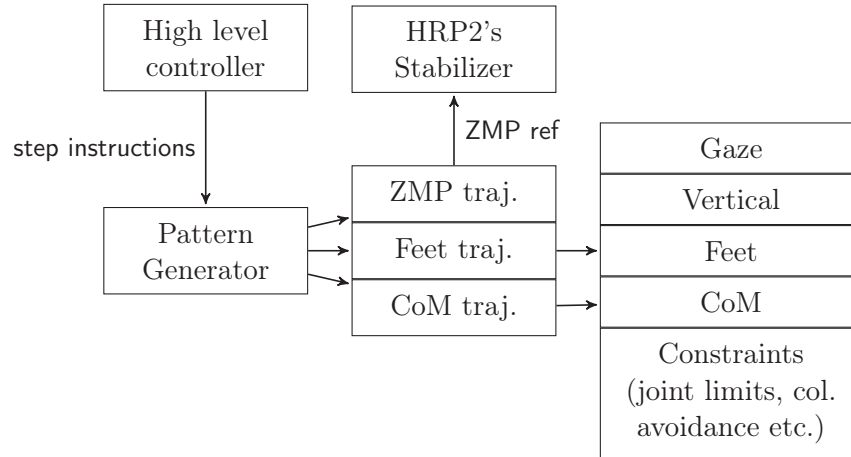 High level
controller
HRP2's
Stabilizer
step instructions
ZMP ref
Pattern
Generator
ZMP traj.
Feet traj.
CoM traj.
Gaze
Vertical
Feet
CoM
Constraints
(joint limits, col.
avoidance etc.)